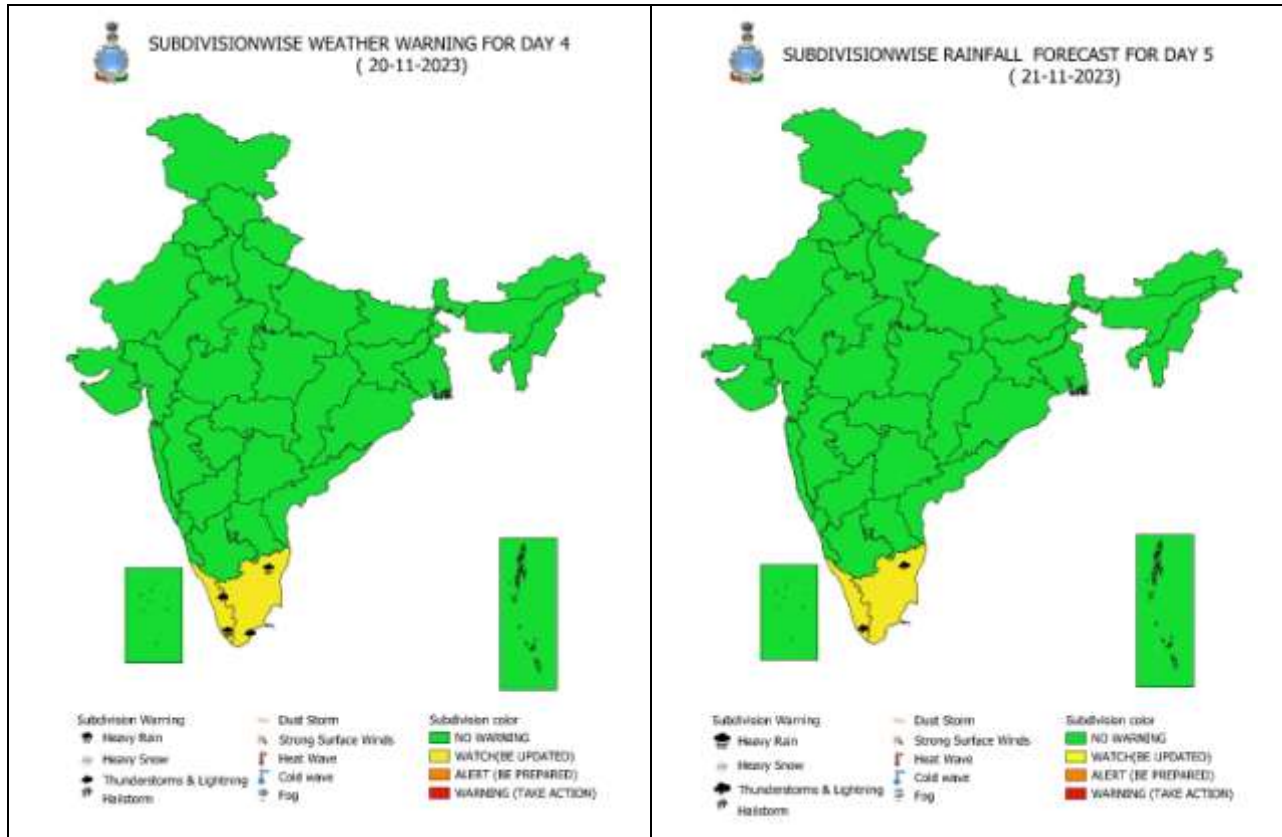 SUBDIVISIONWISE WEATHER WARNING FOR DAY 4
( 20-11-2023)
Subdivision Warning
Heavy Rain
Heavy Snow
Thunderstorms & Lightning
Hailstorm
Dust Storm
Strong Surface Winds
Heat Wave
Cold wave
Fog
Subdivision color
NO WARNING
WATCH(BE UPDATED)
ALERT (BE PREPARED)
WARNING (TAKE ACTION)
SUBDIVISIONWISE RAINFALL FORECAST FOR DAY 5
( 21-11-2023)
Subdivision Warning
Heavy Rain
Heavy Snow
Thunderstorms & Lightning
Hailstorm
Dust Storm
Strong Surface Winds
Heat Wave
Cold wave
Fog
Subdivision color
NO WARNING
WATCH(BE UPDATED)
ALERT (BE PREPARED)
WARNING (TAKE ACTION)